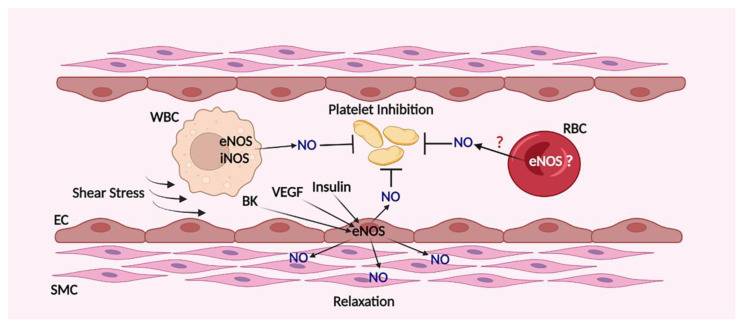 Platelet Inhibition
WBC
eNOS
iNOS
NO
NO
?
RBC
eNOS ?
Shear Stress
BK
VEGF
Insulin
NO
EC
eNOS
NO
NO
NO
SMC
Relaxation